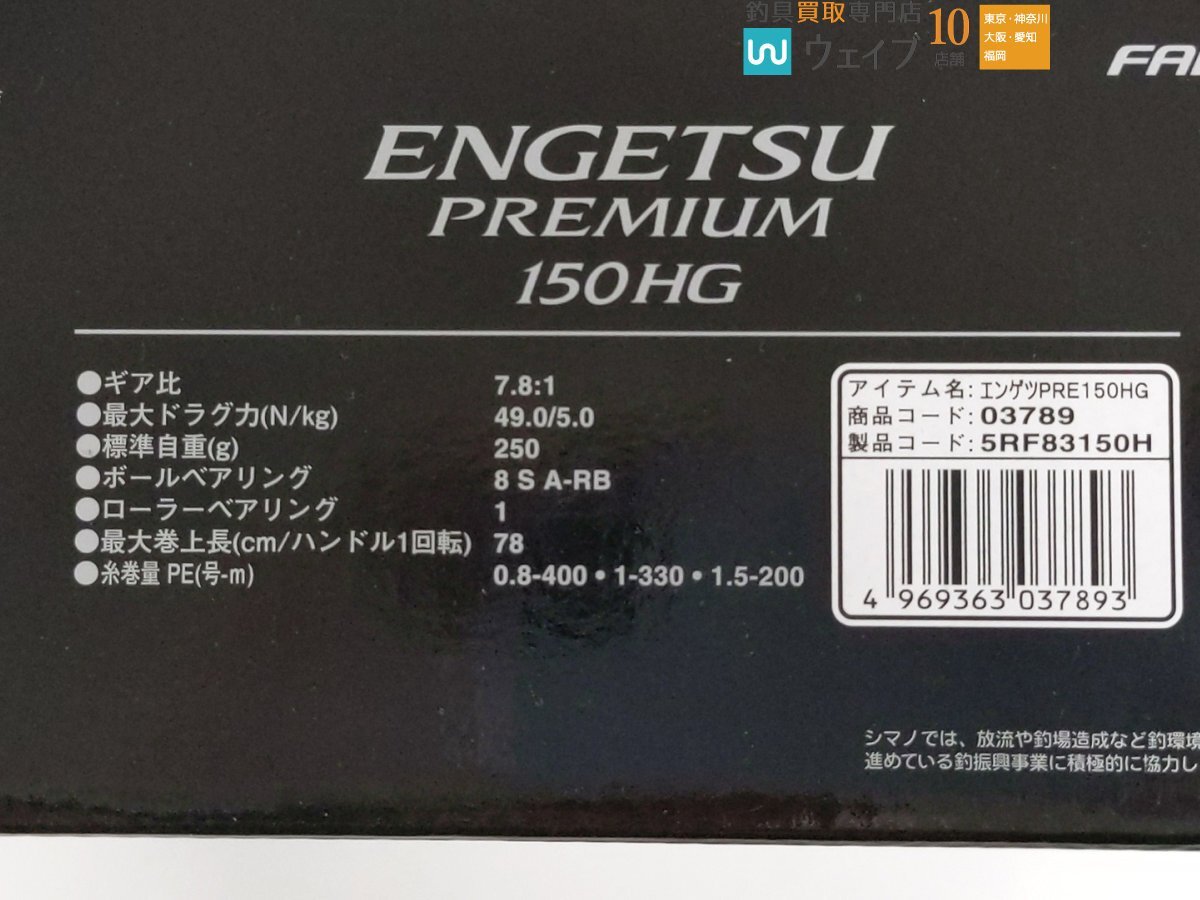 釣具買取専門店
ウェイブ
10
店舗
東京・神奈川
大阪・愛知
福岡
ENGETSU
PREMIUM
150HG
●ギア比 7.8:1
●最大ドラグ力(N/kg) 49.0/5.0
●標準自重(g) 250
●ボールベアリング 8 S A-RB
●ローラーベアリング 1
●最大巻上長(cm/ハンドル1回転) 78
●糸巻量 PE(号-m) 0.8-400・1-330・1.5-200
アイテム名: エンゲツPRE150HG
商品コード: 03789
製品コード: 5RF83150H
4 969363 037893
シマノでは、放流や釣場造成など釣環境
進めている釣振興事業に積極的に協力し